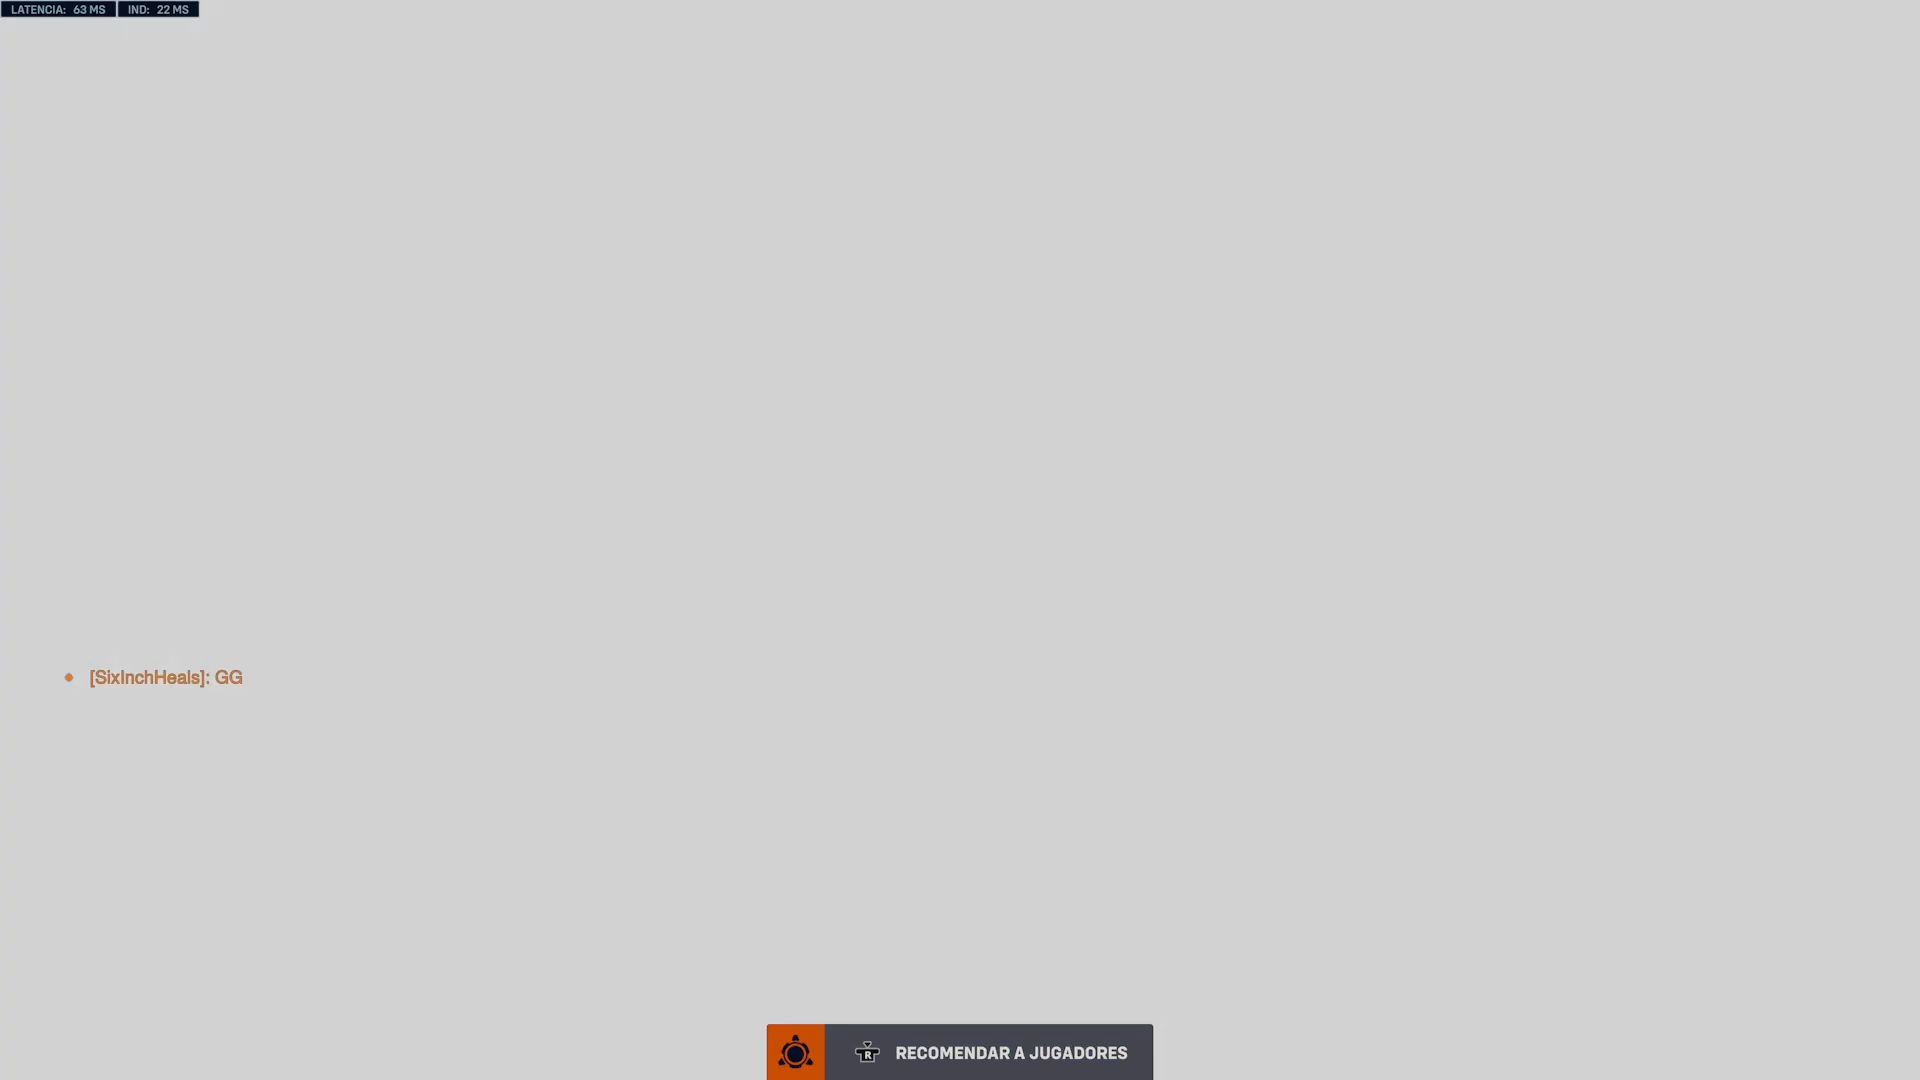 LATENCIA: 63 MS IND: 22 MS
[SixInchHeals]: GG
R RECOMENDAR A JUGADORES